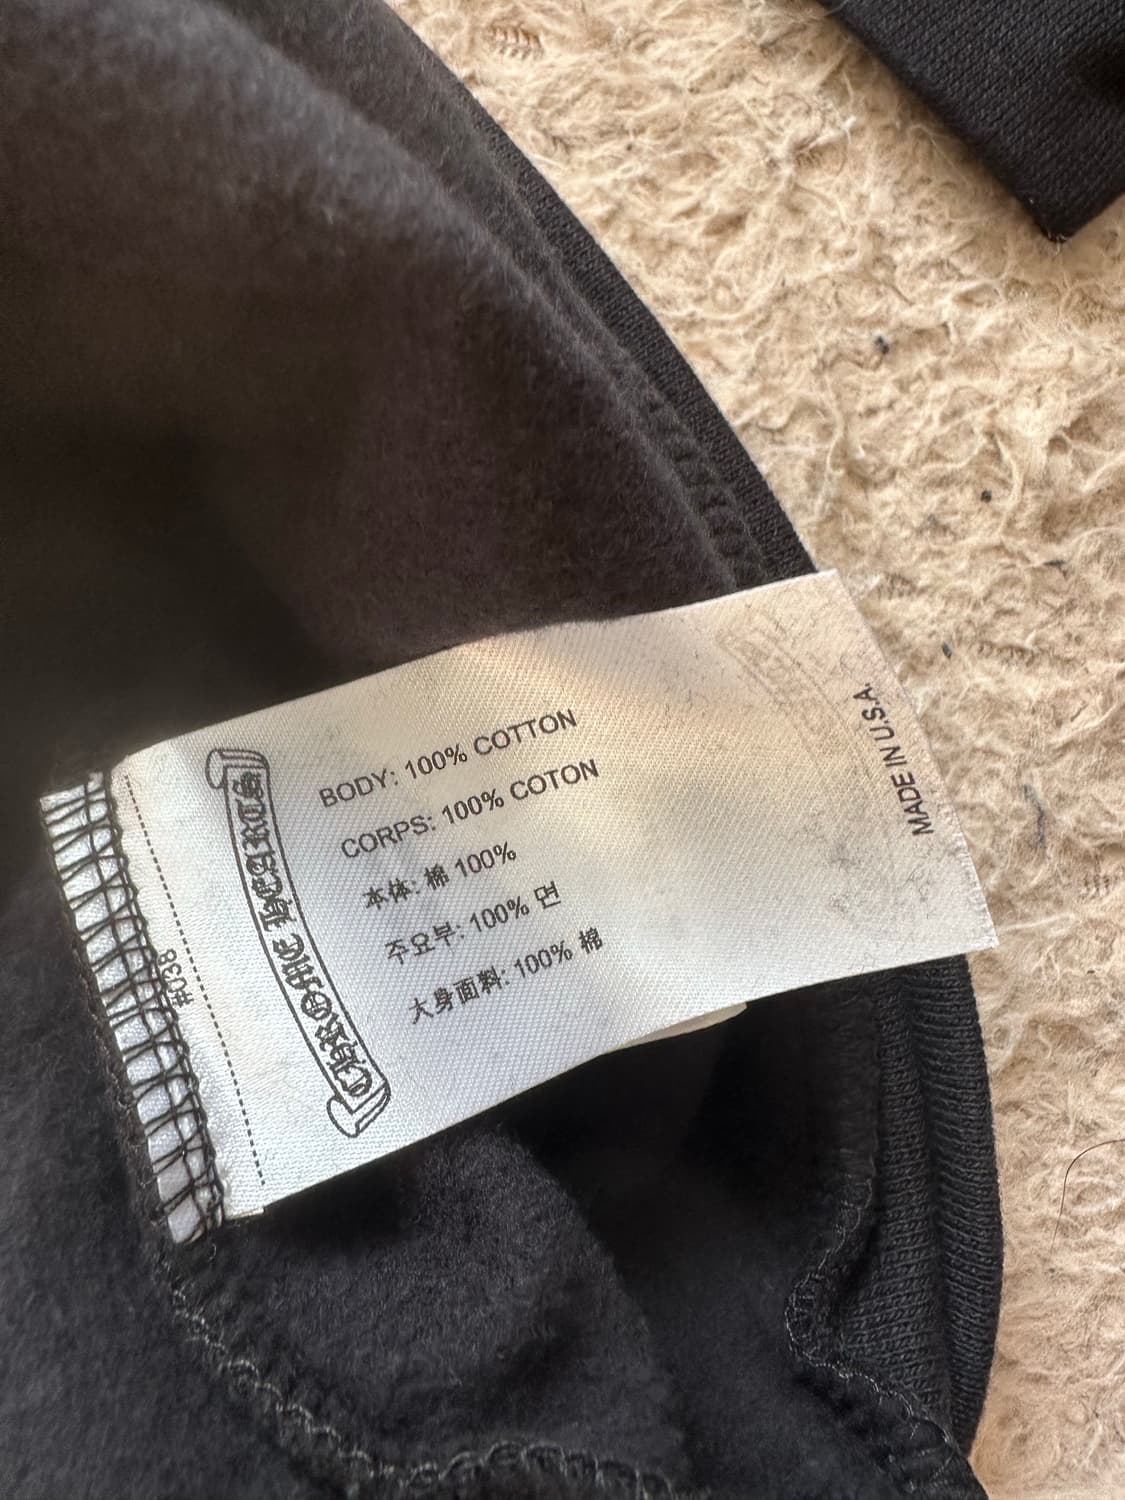 #038
CHROME HEARTS
BODY: 100% COTTON
CORPS: 100% COTON
本体: 棉 100%
주요부: 100% 면
大身面料: 100% 棉
MADE IN U.S.A.